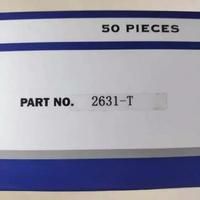 50 PIECES
PART NO. 2631-T